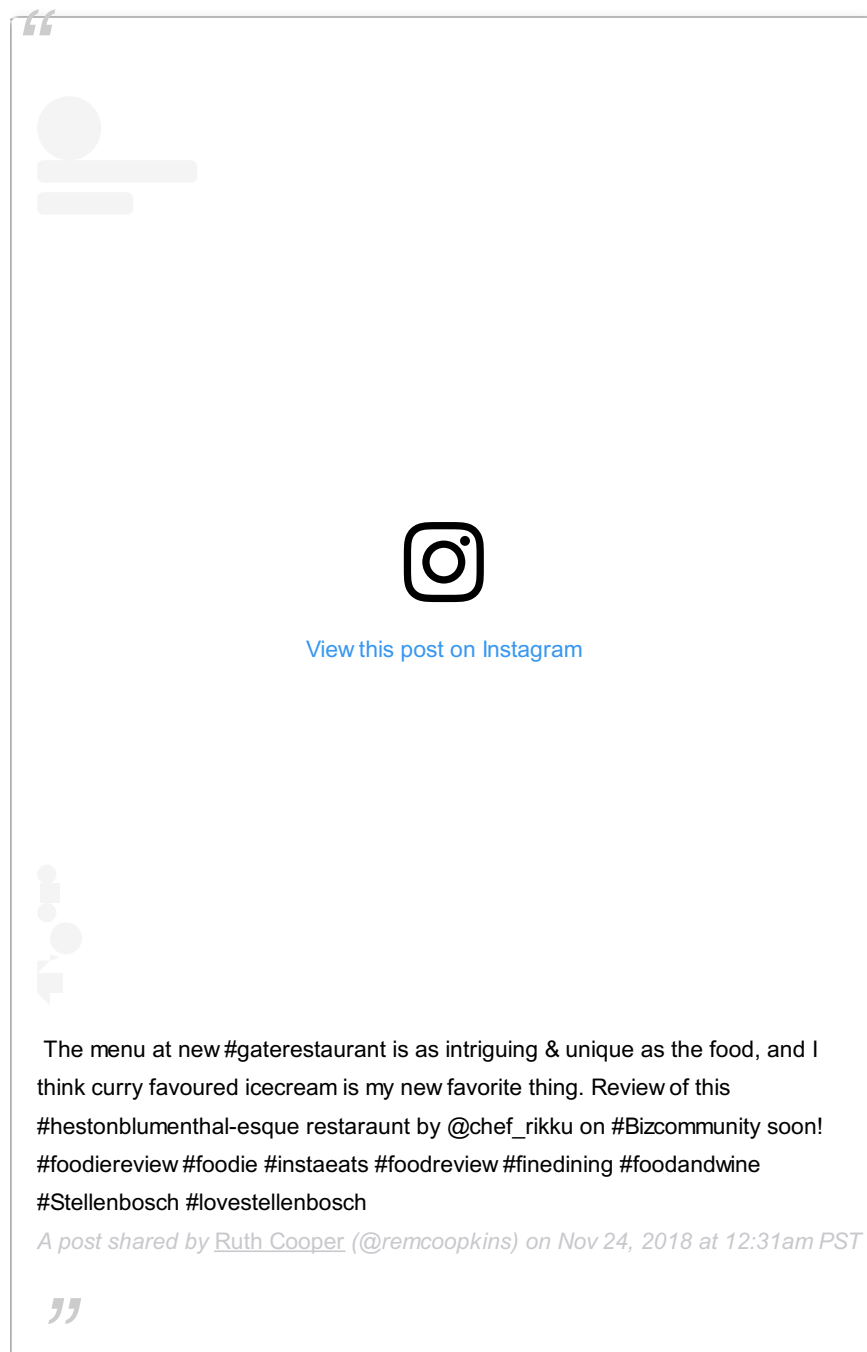 “
View this post on Instagram
The menu at new #gaterestaurant is as intriguing & unique as the food, and I
think curry favoured icecream is my new favorite thing. Review of this
#hestonblumenthal-esque restaraunt by @chef_rikku on #Bizcommunity soon!
#foodiereview #foodie #instaeats #foodreview #finedining #foodandwine
#Stellenbosch #lovestellenbosch
A post shared by Ruth Cooper (@remcoopkins) on Nov 24, 2018 at 12:31am PST
”